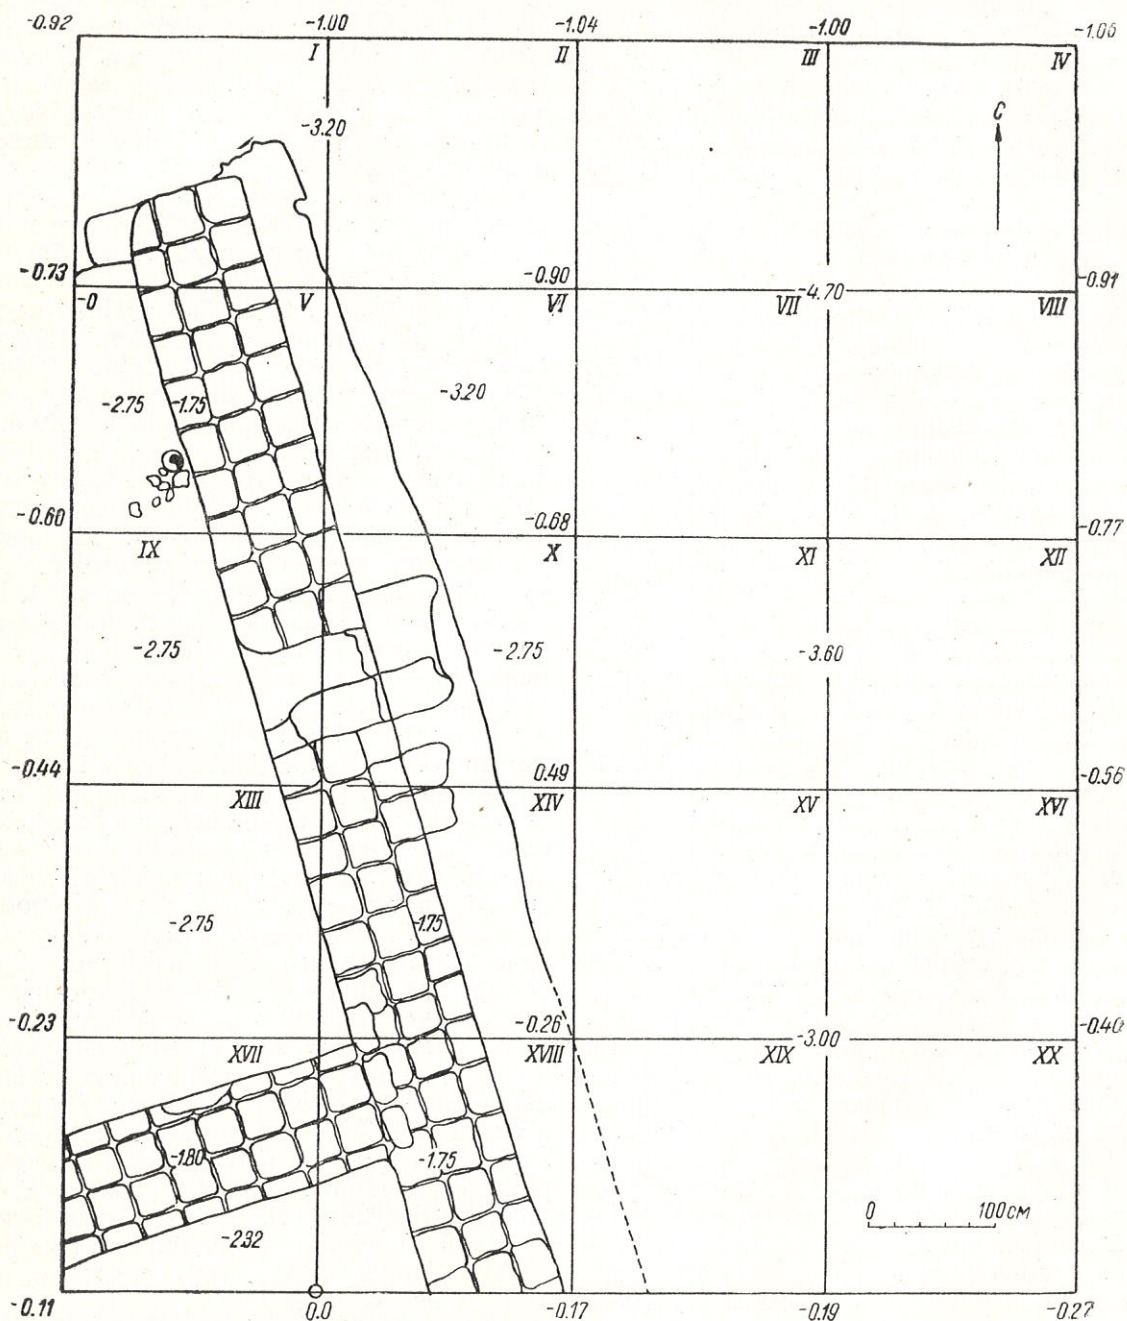 -0.92 -1.00 -1.04 -1.00 -1.06
I II III IV
С
-3.20
-0.73 -0.90 -0.91
-0 V VI VII -4.70 VIII
-2.75 -1.75 -3.20
-0.60 -0.68 -0.77
IX X XI XII
-2.75 -2.75 -3.60
-0.44 0.49 -0.56
XIII XIV XV XVI
-2.75 -1.75
-0.23 -0.26 -3.00 -0.40
XVII XVIII XIX XX
-1.80 -1.75
0 100 см
-2.32
-0.11 0.0 -0.17 -0.19 -0.27